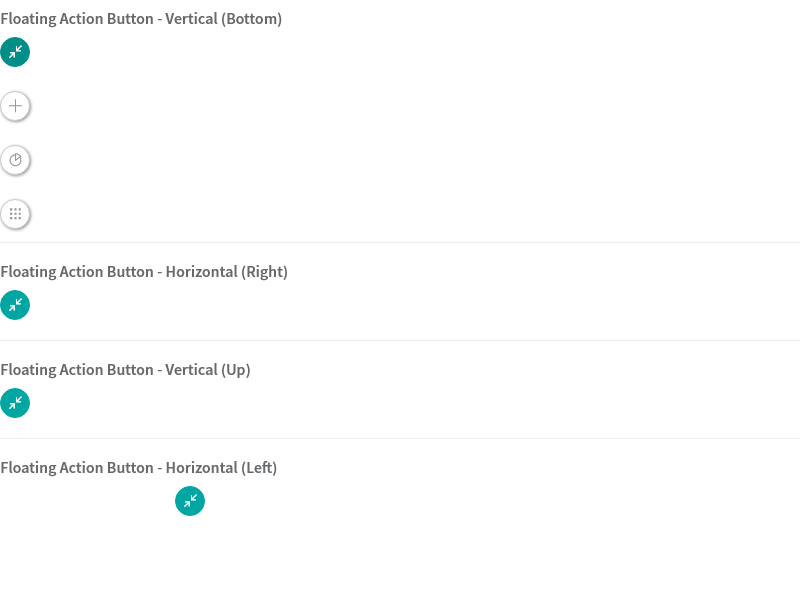 Floating Action Button - Vertical (Bottom)
Floating Action Button - Horizontal (Right)
Floating Action Button - Vertical (Up)
Floating Action Button - Horizontal (Left)